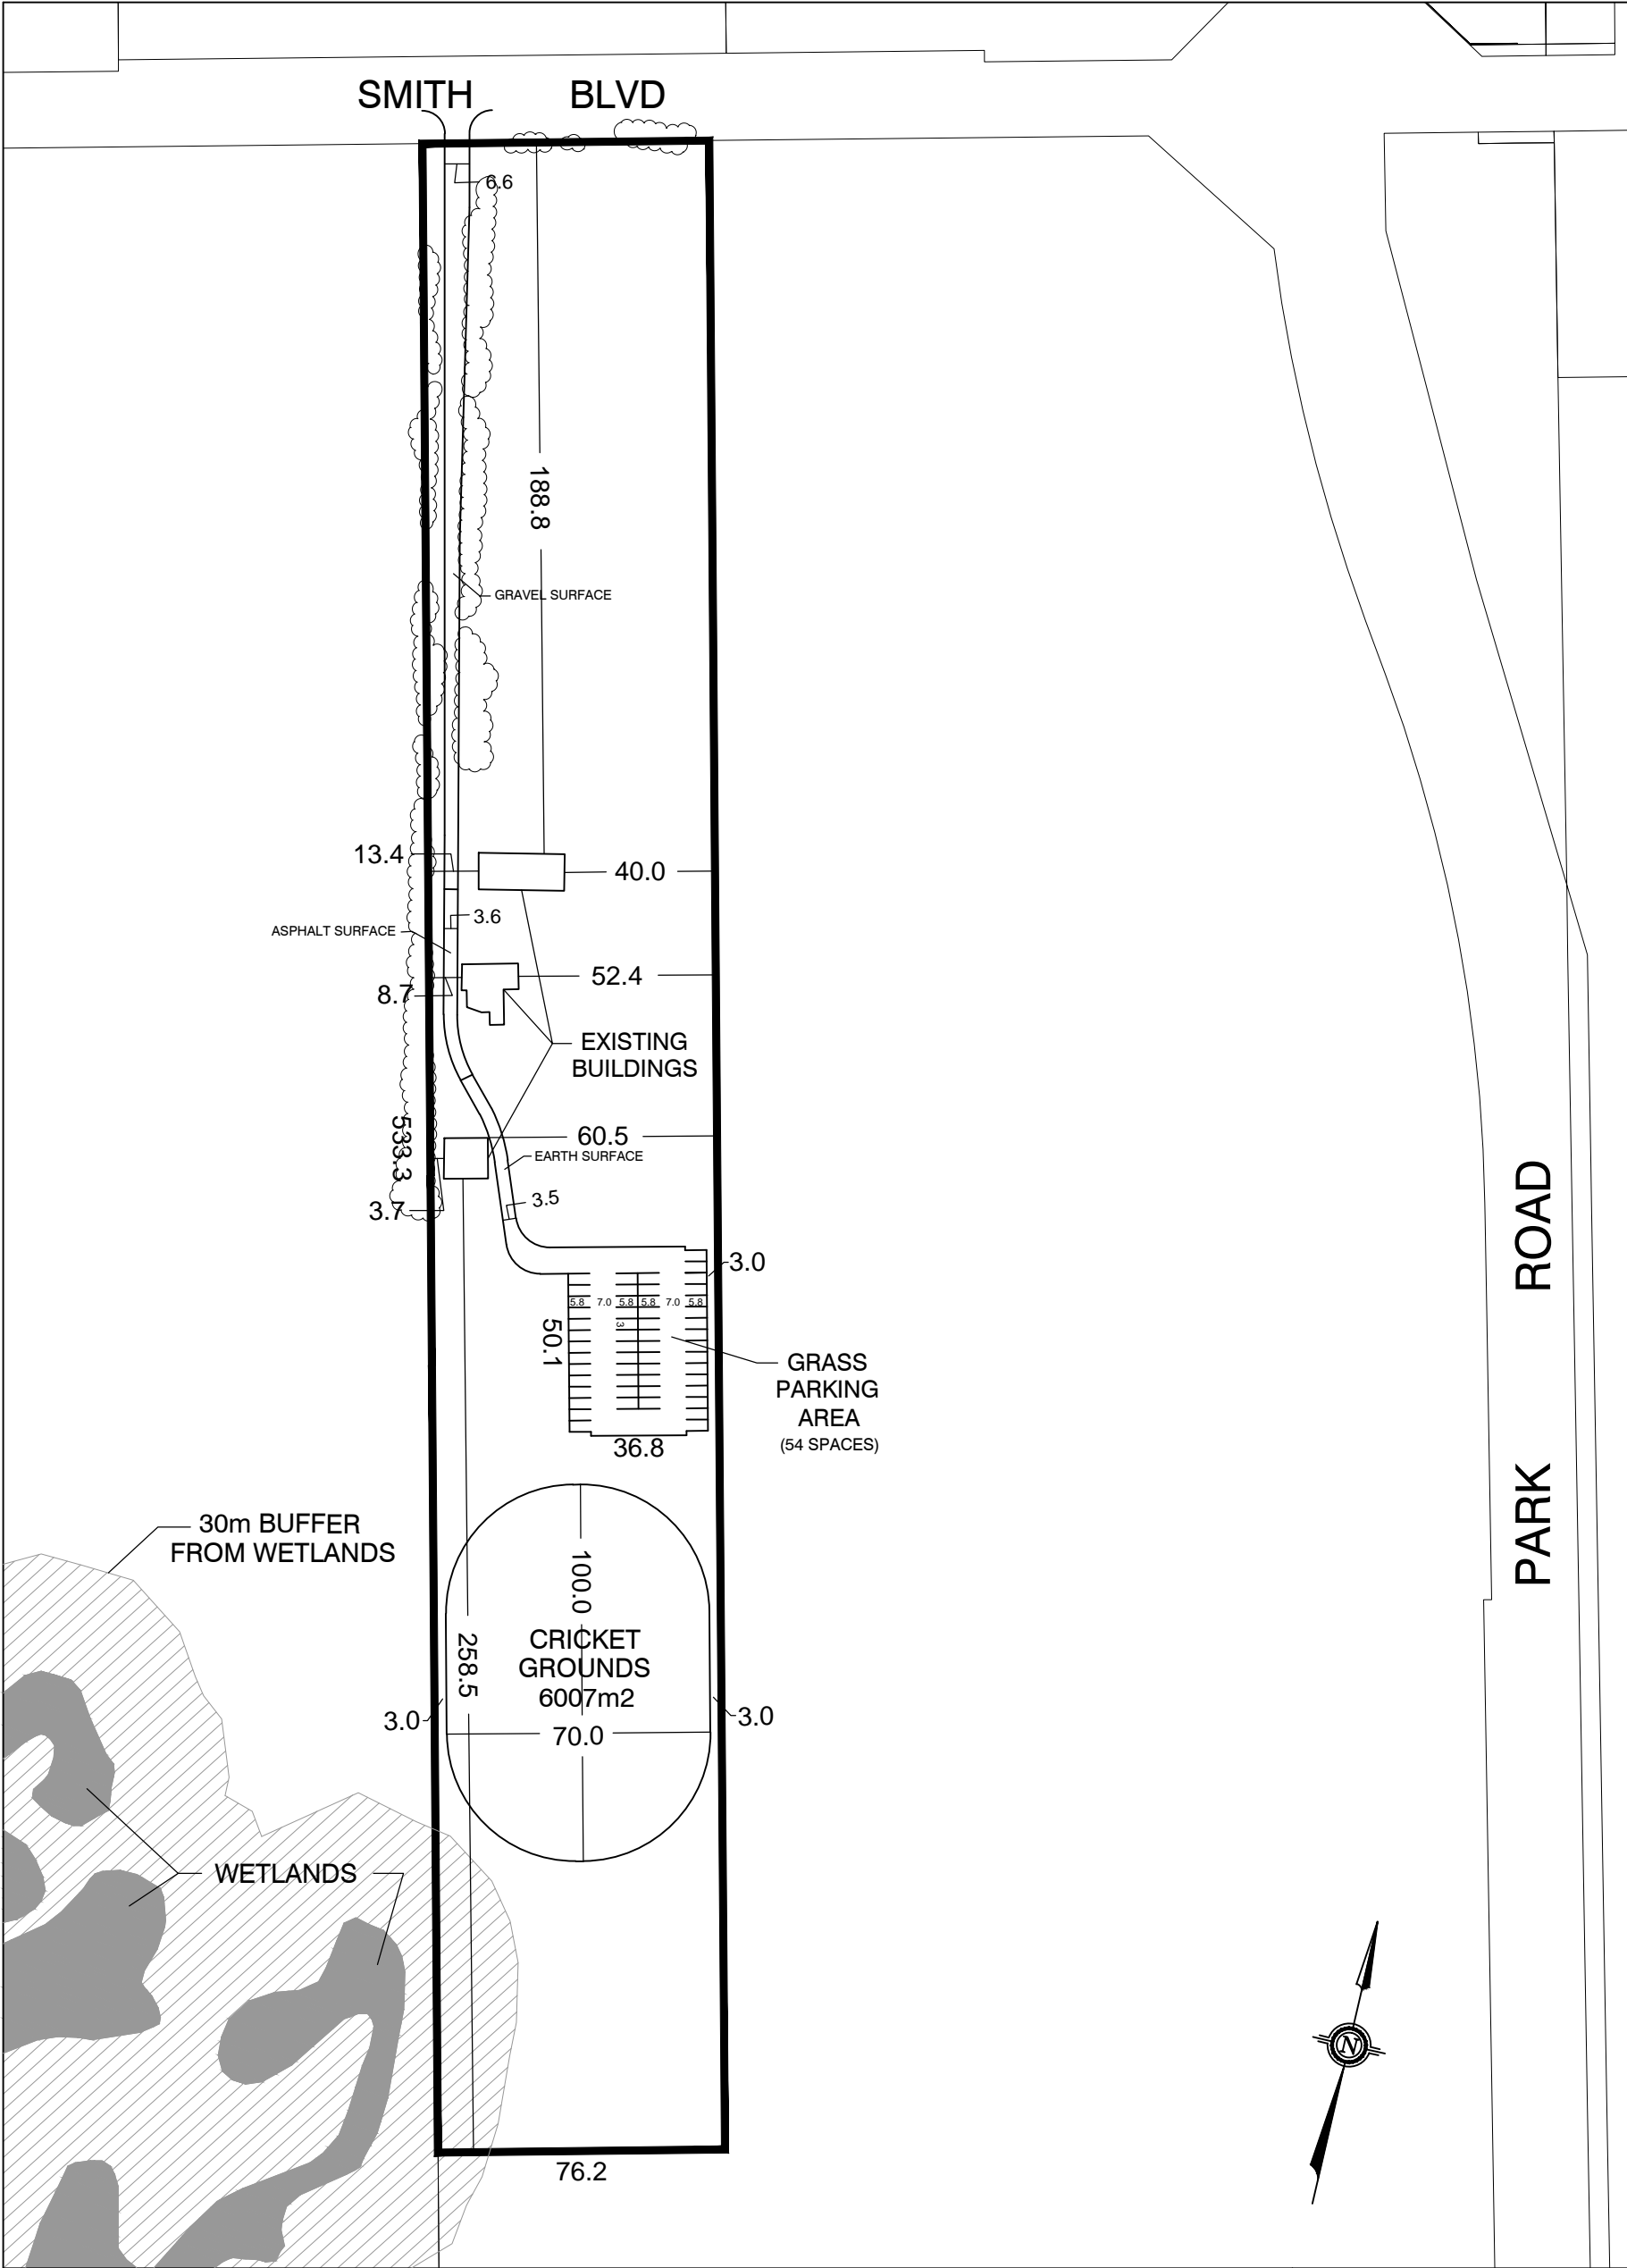 SMITH BLVD
6.6
188.8
GRAVEL SURFACE
13.4
40.0
3.6
ASPHALT SURFACE
52.4
8.7
EXISTING
BUILDINGS
533.3
60.5
EARTH SURFACE
3.5
3.7
3.0
5.8 7.0 5.8 5.8 7.0 5.8
3
50.1
GRASS
PARKING
AREA
(54 SPACES)
36.8
PARK ROAD
30m BUFFER
FROM WETLANDS
100.0
CRICKET
GROUNDS
6007m2
258.5
3.0
3.0
70.0
WETLANDS
N
76.2